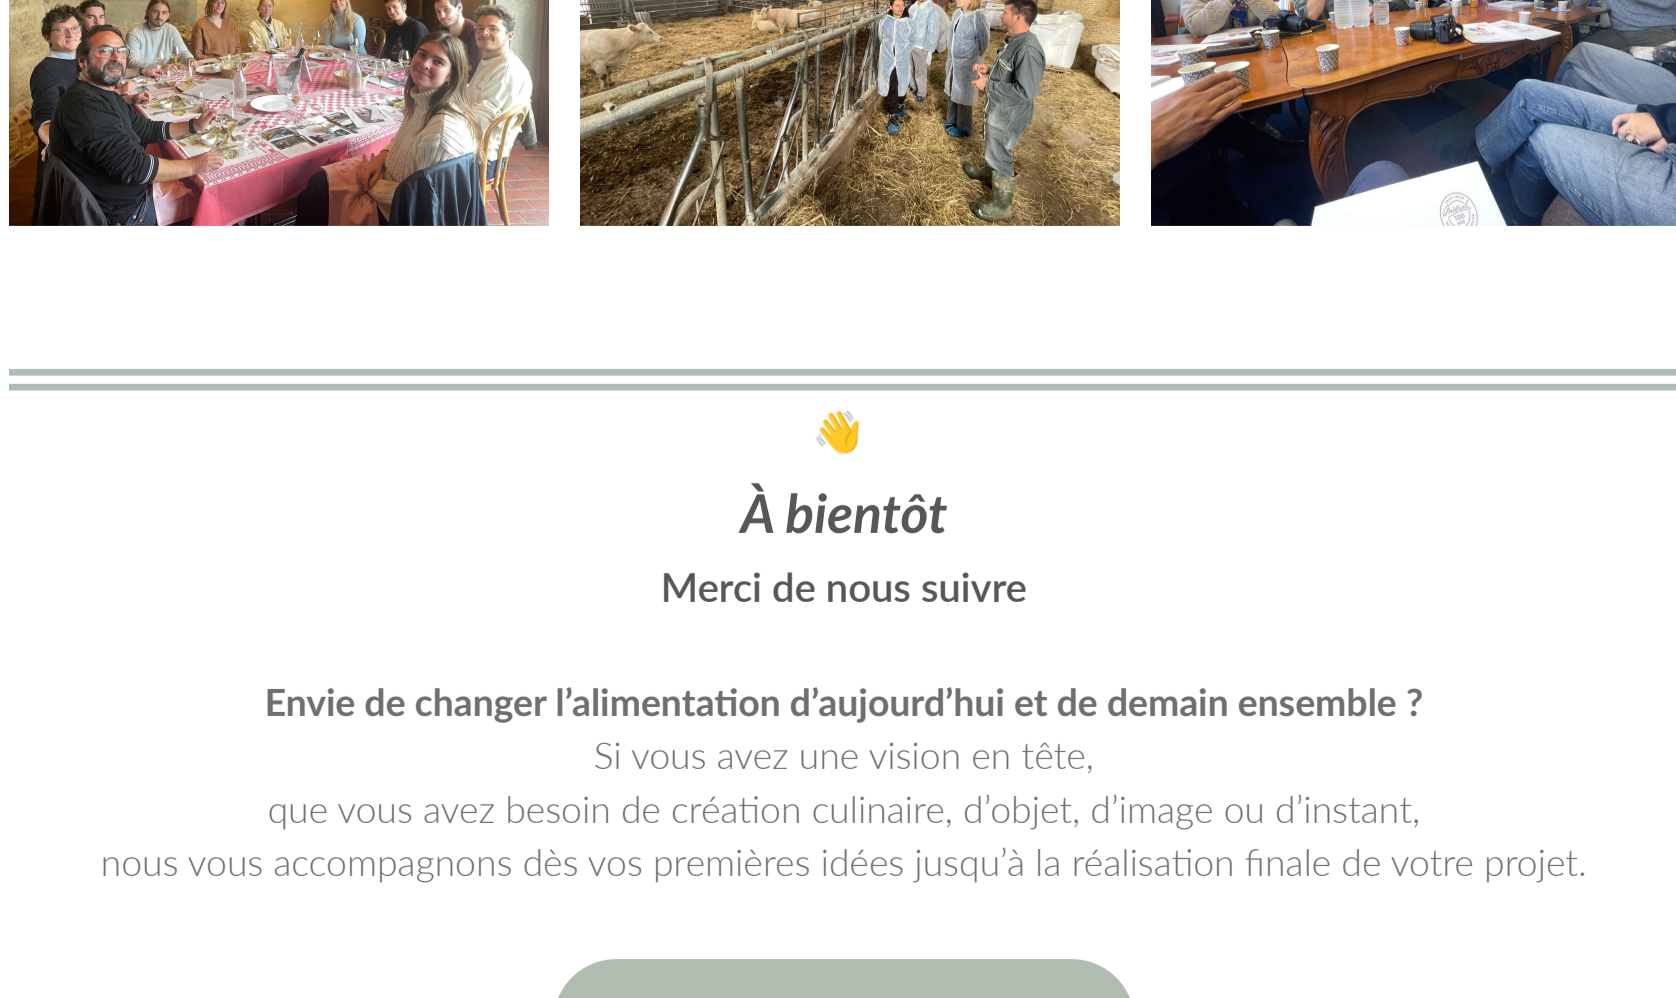 100
À bientôt
Merci de nous suivre
Envie de changer l’alimentation d’aujourd’hui et de demain ensemble ?
Si vous avez une vision en tête,
que vous avez besoin de création culinaire, d’objet, d’image ou d’instant,
nous vous accompagnons dès vos premières idées jusqu’à la réalisation finale de votre projet.